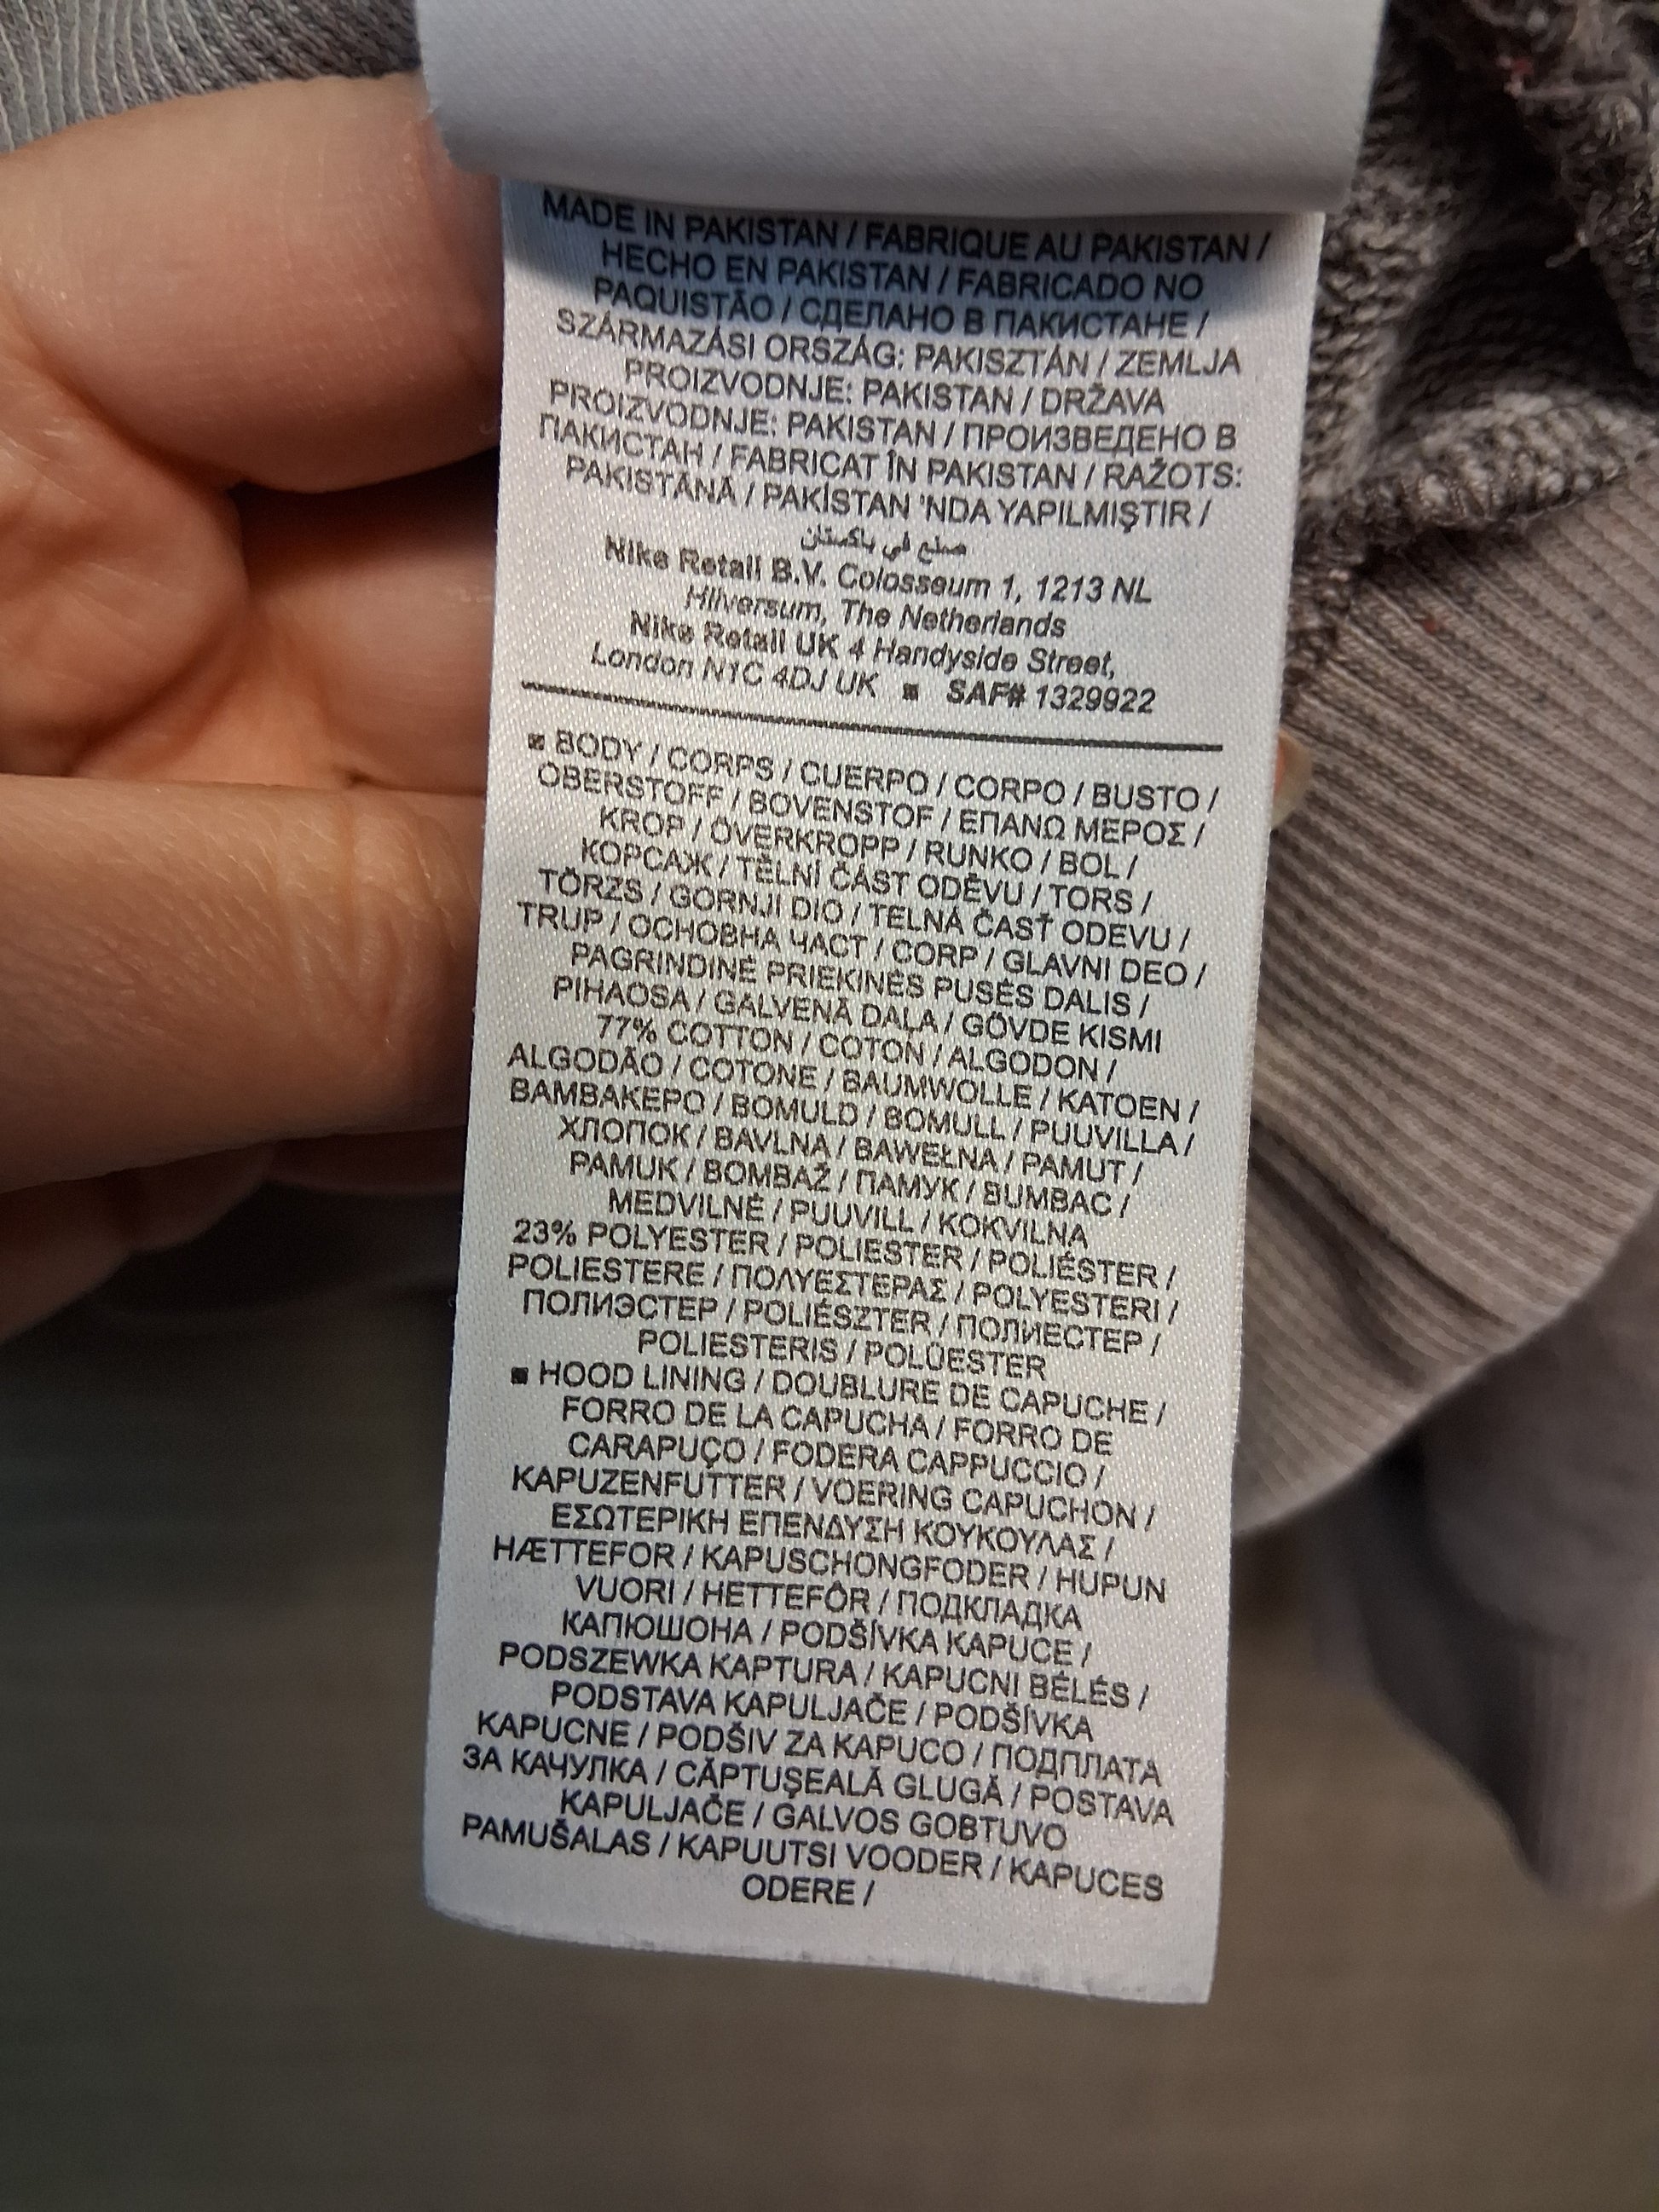 MADE IN PAKISTAN / FABRIQUE AU PAKISTAN /
HECHO EN PAKISTAN / FABRICADO NO
PAQUISTÃO / СДЕЛАНО В ПАКИСТАНЕ /
SZÁRMAZÁSI ORSZÁG: PAKISZTÁN / ZEMLJA
PROIZVODNJE: PAKISTAN / DRŽAVA
PROIZVODNJE: PAKISTAN / ПРОИЗВЕДЕНО В
ПАКИСТАН / FABRICAT ÎN PAKISTAN / RAŽOTS:
PAKISTĀNĀ / PAKİSTAN 'NDA YAPILMIŞTIR /
صنع في باكستان
Nike Retail B.V. Colosseum 1, 1213 NL
Hilversum, The Netherlands
Nike Retail UK 4 Handyside Street,
London N1C 4DJ UK ■ SAF# 1329922
■ BODY / CORPS / CUERPO / CORPO / BUSTO /
OBERSTOFF / BOVENSTOF / ΕΠΑΝΩ ΜΕΡΟΣ /
KROP / ÖVERKROPP / RUNKO / BOL /
КОРСАЖ / TĚLNÍ ČÁST ODĚVU / TORS /
TÖRZS / GORNJI DIO / TELNÁ ČASŤ ODEVU /
TRUP / ОСНОВНА ЧАСТ / CORP / GLAVNI DEO /
PAGRINDINĖ PRIEKINĖS PUSĖS DALIS /
PIHAOSA / GALVENĀ DAĻA / GÖVDE KISMI
77% COTTON / COTON / ALGODON /
ALGODÃO / COTONE / BAUMWOLLE / KATOEN /
ΒΑΜΒΑΚΕΡΟ / BOMULD / BOMULL / PUUVILLA /
ХЛОПОК / BAVLNA / BAWEŁNA / PAMUT /
PAMUK / BOMBAŽ / ПАМУК / BUMBAC /
MEDVILNĖ / PUUVILL / KOKVILNA
23% POLYESTER / POLIESTER / POLIÉSTER /
POLIESTERE / ΠΟΛΥΕΣΤΕΡΑΣ / POLYESTERI /
ПОЛИЭСТЕР / POLIÉSZTER / ПОЛИЕСТЕР /
POLIESTERIS / POLÜESTER
■ HOOD LINING / DOUBLURE DE CAPUCHE /
FORRO DE LA CAPUCHA / FORRO DE
CARAPUÇO / FODERA CAPPUCCIO /
KAPUZENFUTTER / VOERING CAPUCHON /
ΕΣΩΤΕΡΙΚΗ ΕΠΕΝΔΥΣΗ ΚΟΥΚΟΥΛΑΣ /
HÆTTEFOR / KAPUSCHONGFODER / HUPUN
VUORI / HETTEFÔR / ПОДКЛАДКА
КАПЮШОНА / PODŠÍVKA KAPUCE /
PODSZEWKA KAPTURA / KAPUCNI BÉLÉS /
PODSTAVA KAPULJAČE / PODŠÍVKA
KAPUCNE / PODŠIV ZA KAPUCO / ПОДПЛАТА
ЗА КАЧУЛКА / CĂPTUŞEALĂ GLUGĂ / POSTAVA
KAPULJAČE / GALVOS GOBTUVO
PAMUŠALAS / KAPUUTSI VOODER / KAPUCES
ODERE /